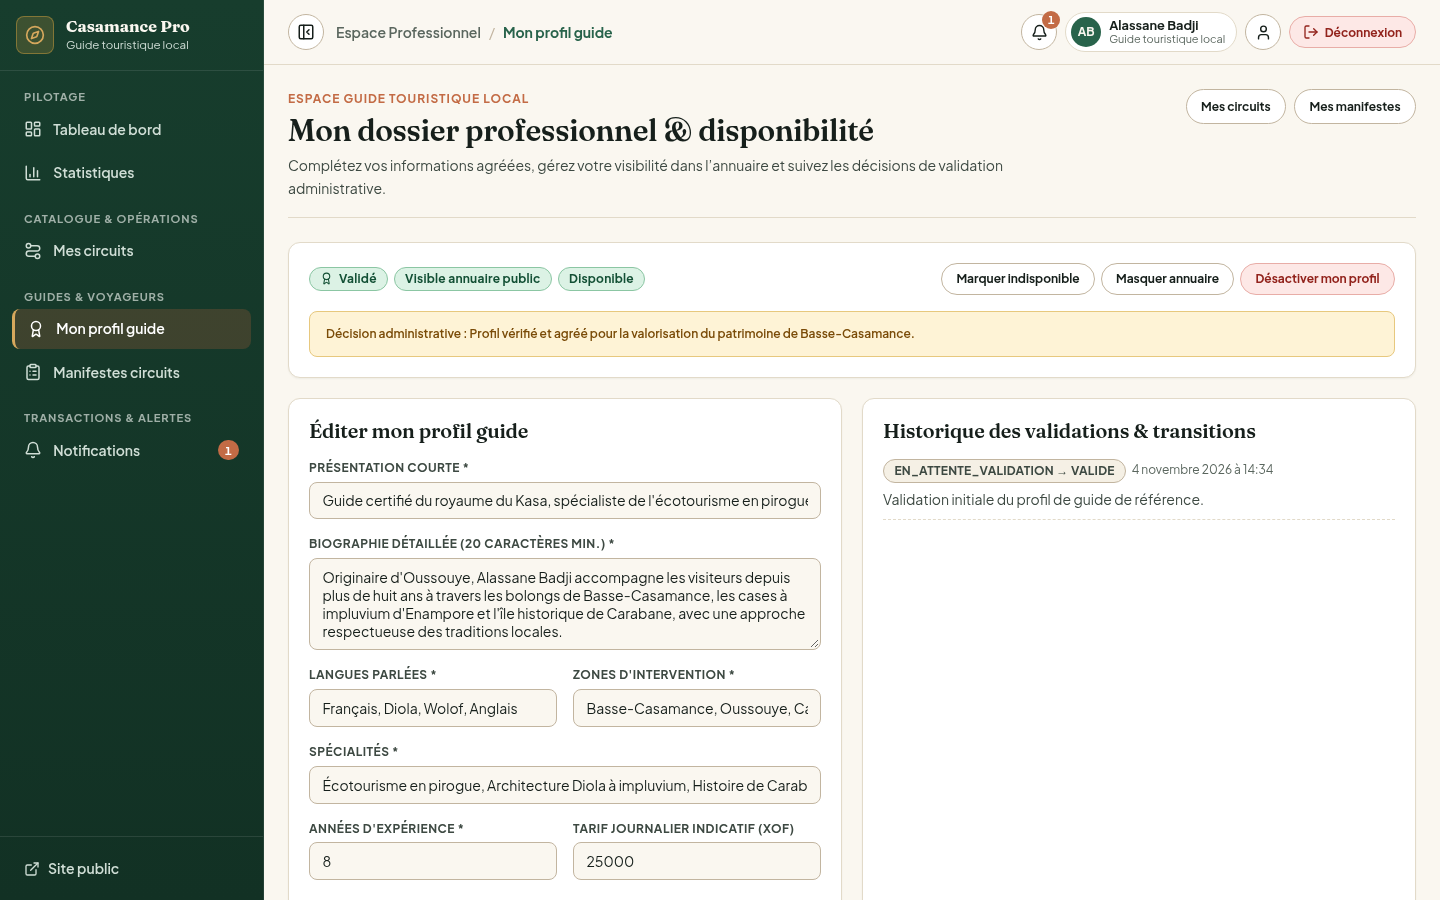 Casamance Pro
Guide touristique local
PILOTAGE
Tableau de bord
Statistiques
CATALOGUE & OPÉRATIONS
Mes circuits
GUIDES & VOYAGEURS
Mon profil guide
Manifestes circuits
TRANSACTIONS & ALERTES
Notifications
1
Site public
Espace Professionnel / Mon profil guide
1
AB
Alassane Badji
Guide touristique local
Déconnexion
ESPACE GUIDE TOURISTIQUE LOCAL
Mon dossier professionnel & disponibilité
Complétez vos informations agréées, gérez votre visibilité dans l'annuaire et suivez les décisions de validation
administrative.
Mes circuits
Mes manifestes
Validé
Visible annuaire public
Disponible
Marquer indisponible
Masquer annuaire
Désactiver mon profil
Décision administrative : Profil vérifié et agréé pour la valorisation du patrimoine de Basse-Casamance.
Éditer mon profil guide
PRÉSENTATION COURTE *
Guide certifié du royaume du Kasa, spécialiste de l'écotourisme en pirogue
BIOGRAPHIE DÉTAILLÉE (20 CARACTÈRES MIN.) *
Originaire d'Oussouye, Alassane Badji accompagne les visiteurs depuis
plus de huit ans à travers les bolongs de Basse-Casamance, les cases à
impluvium d'Enampore et l'île historique de Carabane, avec une approche
respectueuse des traditions locales.
LANGUES PARLÉES *
Français, Diola, Wolof, Anglais
ZONES D'INTERVENTION *
Basse-Casamance, Oussouye, Ca
SPÉCIALITÉS *
Écotourisme en pirogue, Architecture Diola à impluvium, Histoire de Carab
ANNÉES D'EXPÉRIENCE *
8
TARIF JOURNALIER INDICATIF (XOF)
25000
Historique des validations & transitions
EN_ATTENTE_VALIDATION → VALIDE
4 novembre 2026 à 14:34
Validation initiale du profil de guide de référence.